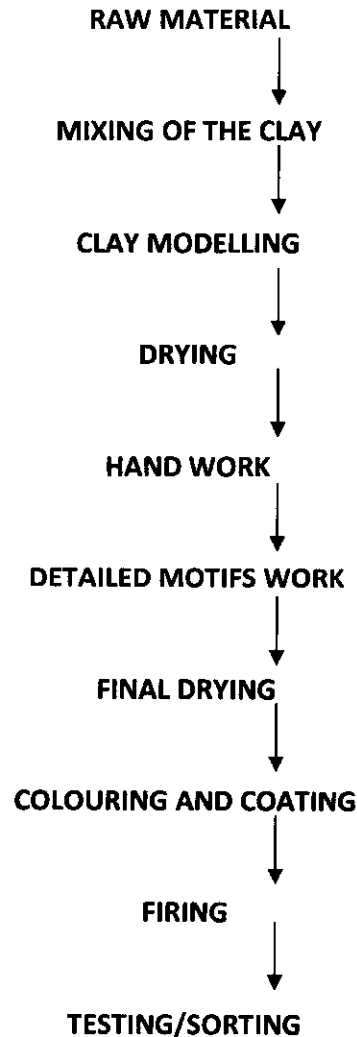 RAW MATERIAL
MIXING OF THE CLAY
CLAY MODELLING
DRYING
HAND WORK
DETAILED MOTIFS WORK
FINAL DRYING
COLOURING AND COATING
FIRING
TESTING/SORTING